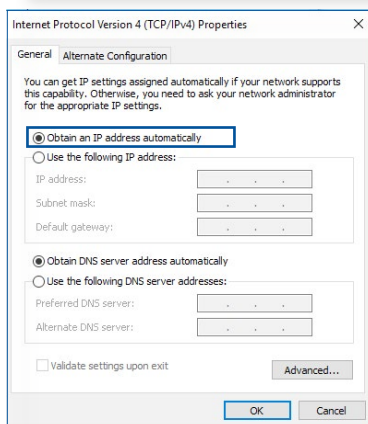 Internet Protocol Version 4 (TCP/IPv4) Properties
General
Alternate Configuration
You can get IP settings assigned automatically if your network supports
this capability. Otherwise, you need to ask your network administrator
for the appropriate IP settings.
Obtain an IP address automatically
Use the following IP address:
IP address:
Subnet mask:
Default gateway:
Obtain DNS server address automatically
Use the following DNS server addresses:
Preferred DNS server:
Alternate DNS server:
Validate settings upon exit
Advanced...
OK
Cancel